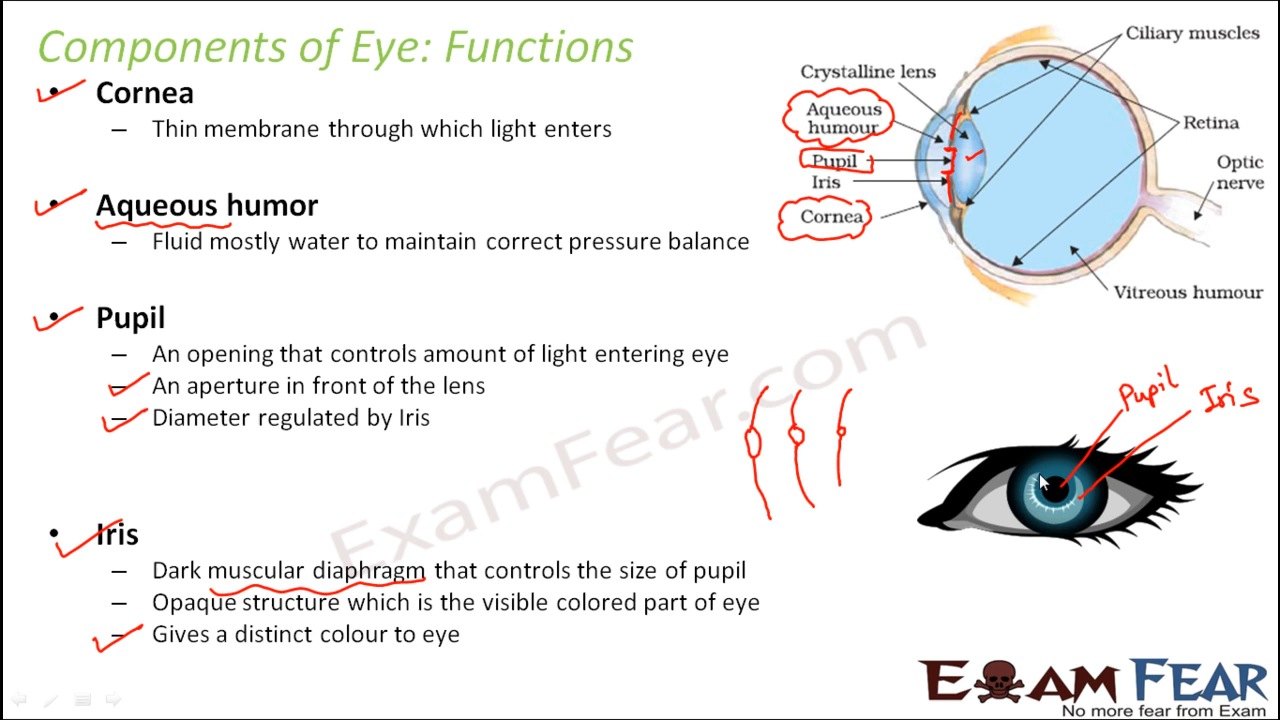 Components of Eye: Functions
• Cornea
– Thin membrane through which light enters
• Aqueous humor
– Fluid mostly water to maintain correct pressure balance
• Pupil
– An opening that controls amount of light entering eye
– An aperture in front of the lens
– Diameter regulated by Iris
• Iris
– Dark muscular diaphragm that controls the size of pupil
– Opaque structure which is the visible colored part of eye
– Gives a distinct colour to eye
Ciliary muscles
Crystalline lens
Aqueous
humour
Pupil
Iris
Cornea
Retina
Optic
nerve
Vitreous humour
Pupil
Iris
ExamFear.com
EXAM FEAR
No more fear from Exam